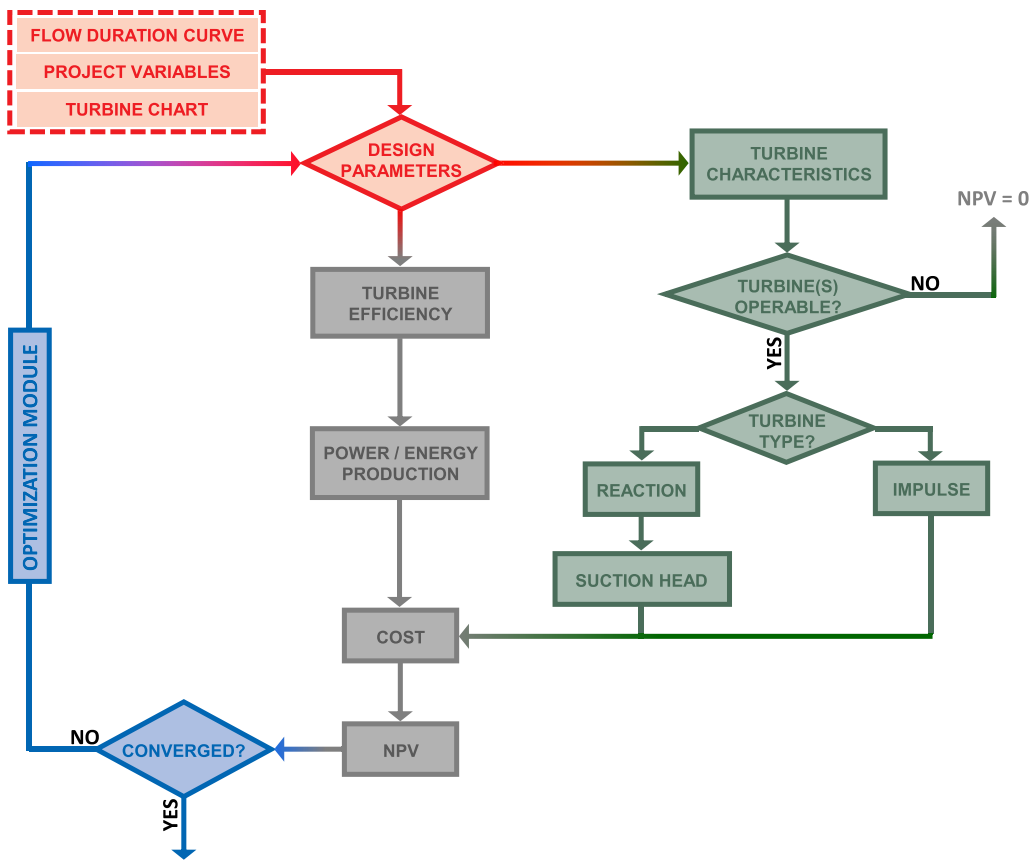 FLOW DURATION CURVE
PROJECT VARIABLES
TURBINE CHART
DESIGN
PARAMETERS
TURBINE
CHARACTERISTICS
NPV = 0
TURBINE(S)
OPERABLE?
NO
YES
TURBINE
EFFICIENCY
OPTIMIZATION MODULE
TURBINE
TYPE?
POWER / ENERGY
PRODUCTION
REACTION
IMPULSE
SUCTION HEAD
COST
NPV
CONVERGED?
NO
YES